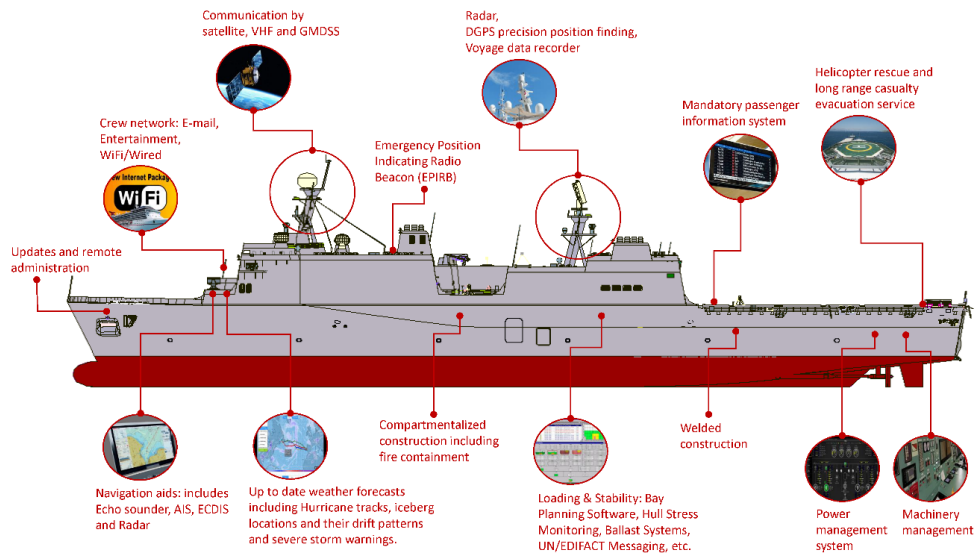 Communication by
satellite, VHF and GMDSS
Radar,
DGPS precision position finding,
Voyage data recorder
Helicopter rescue and
long range casualty
evacuation service
Mandatory passenger
information system
Crew network: E-mail,
Entertainment,
WiFi/Wired
Emergency Position
Indicating Radio
Beacon (EPIRB)
New Internet Packag
WiFi
Updates and remote
administration
Compartmentalized
construction including
fire containment
Welded
construction
Navigation aids: includes
Echo sounder, AIS, ECDIS
and Radar
Up to date weather forecasts
including Hurricane tracks, iceberg
locations and their drift patterns
and severe storm warnings.
Loading & Stability: Bay
Planning Software, Hull Stress
Monitoring, Ballast Systems,
UN/EDIFACT Messaging, etc.
Power
management
system
Machinery
management